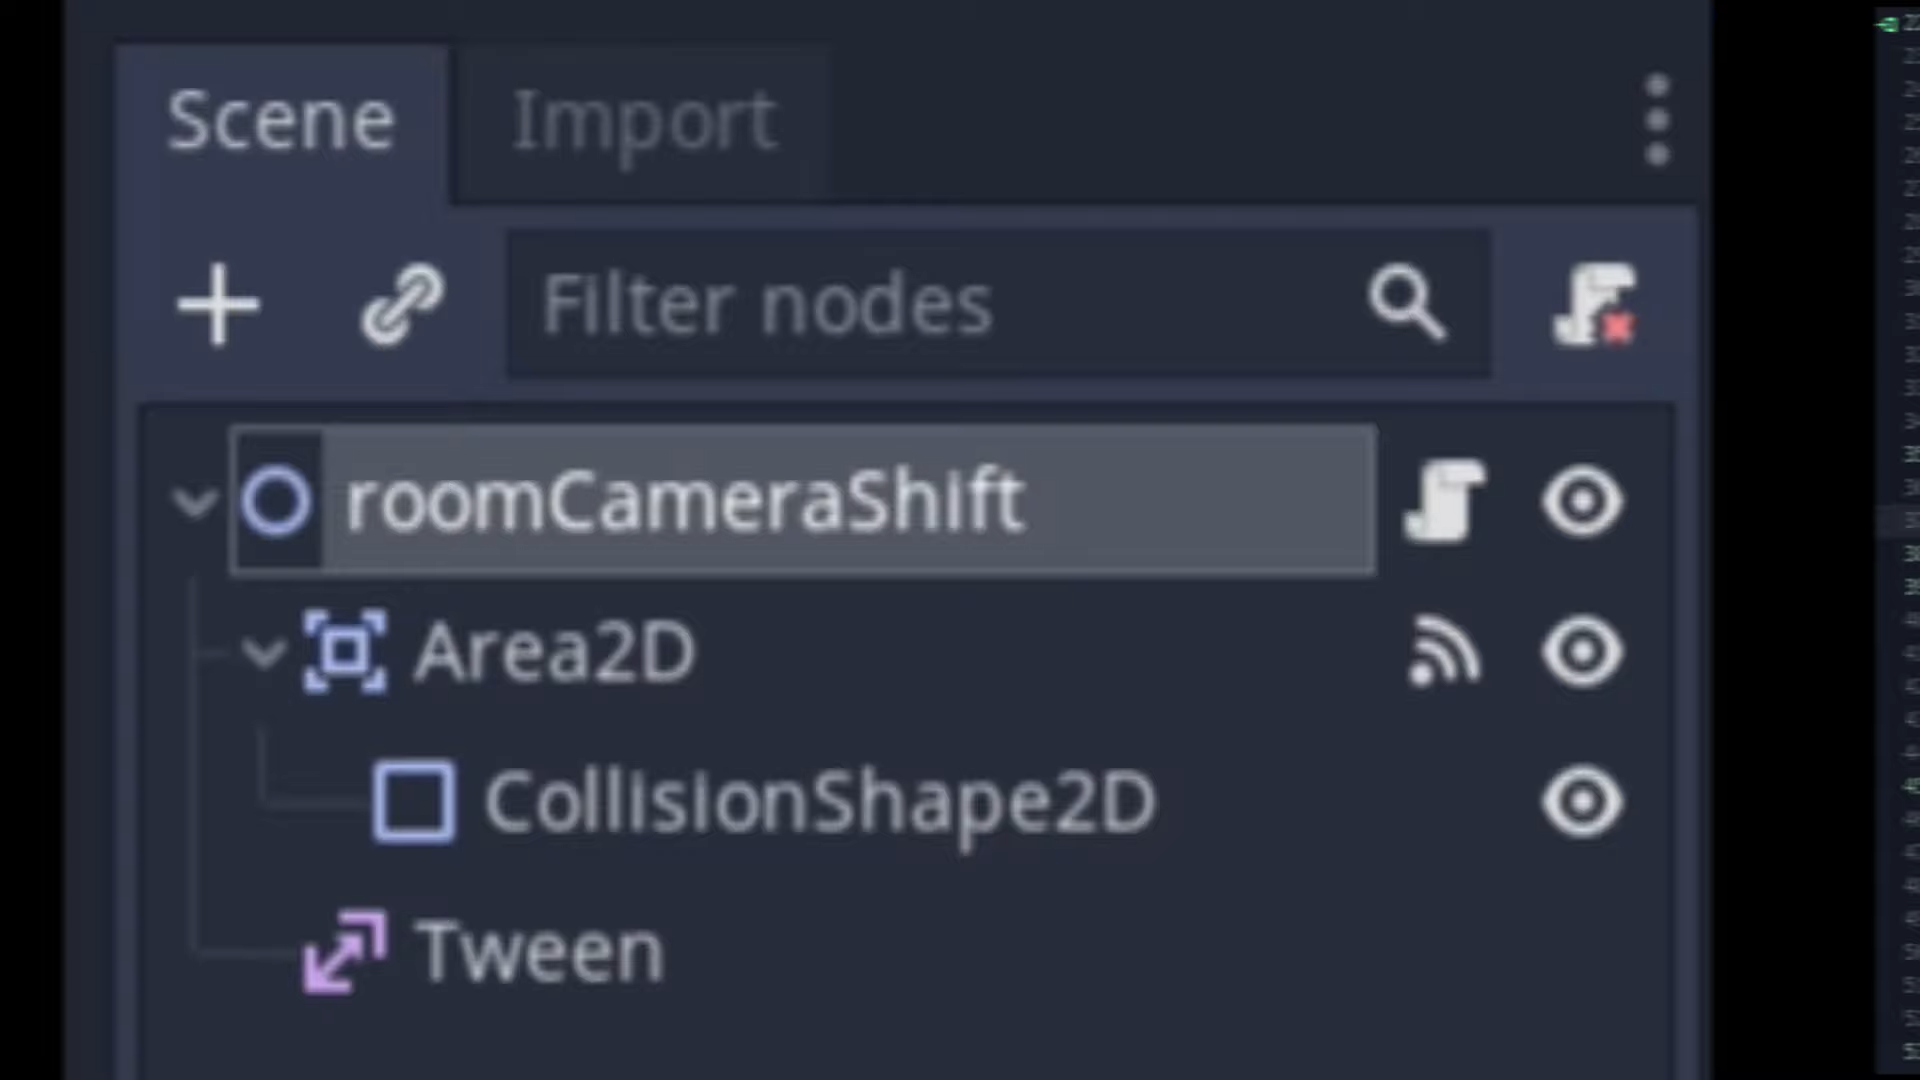 Scene Import
Filter nodes
roomCameraShift
Area2D
CollisionShape2D
Tween